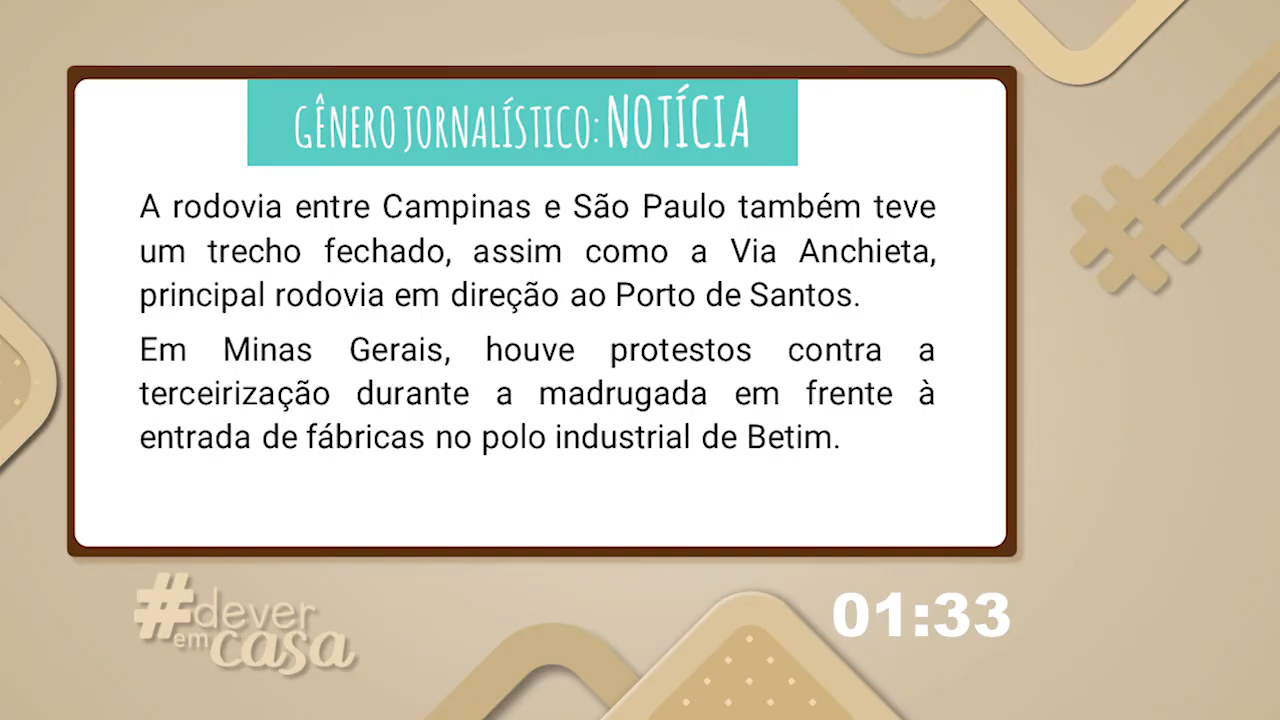 GÊNERO JORNALÍSTICO: NOTÍCIA
A rodovia entre Campinas e São Paulo também teve
um trecho fechado, assim como a Via Anchieta,
principal rodovia em direção ao Porto de Santos.
Em Minas Gerais, houve protestos contra a
terceirização durante a madrugada em frente à
entrada de fábricas no polo industrial de Betim.
#dever
em casa
01:33